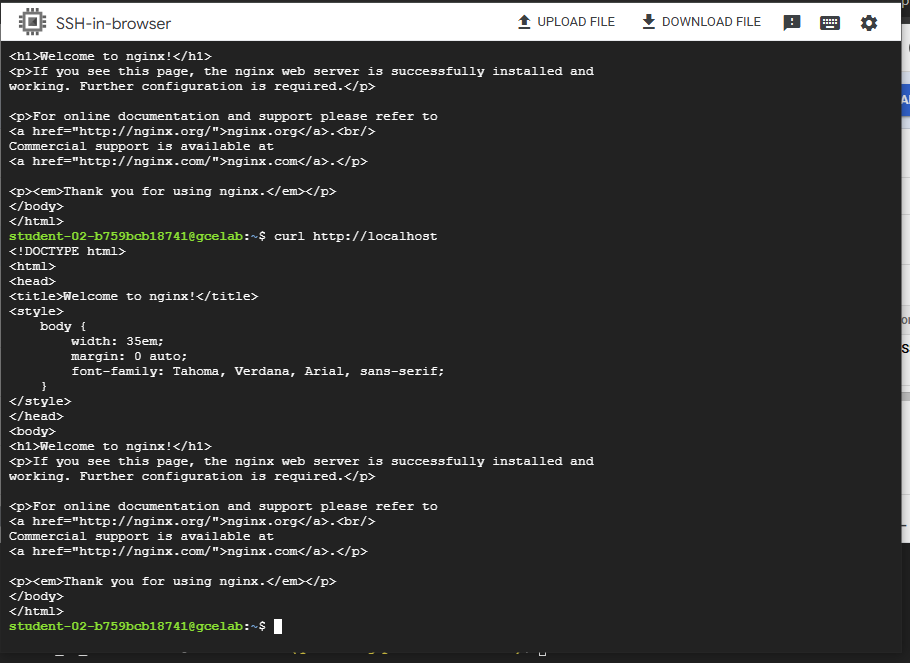 SSH-in-browser
UPLOAD FILE
DOWNLOAD FILE
<h1>Welcome to nginx!</h1>
<p>If you see this page, the nginx web server is successfully installed and
working. Further configuration is required.</p>
<p>For online documentation and support please refer to
<a href="http://nginx.org/">nginx.org</a>.<br/>
Commercial support is available at
<a href="http://nginx.com/">nginx.com</a>.</p>
<p><em>Thank you for using nginx.</em></p>
</body>
</html>
student-02-b759bcb18741@gcelab:~$ curl http://localhost
<!DOCTYPE html>
<html>
<head>
<title>Welcome to nginx!</title>
<style>
    body {
        width: 35em;
        margin: 0 auto;
        font-family: Tahoma, Verdana, Arial, sans-serif;
    }
</style>
</head>
<body>
<h1>Welcome to nginx!</h1>
<p>If you see this page, the nginx web server is successfully installed and
working. Further configuration is required.</p>
<p>For online documentation and support please refer to
<a href="http://nginx.org/">nginx.org</a>.<br/>
Commercial support is available at
<a href="http://nginx.com/">nginx.com</a>.</p>
<p><em>Thank you for using nginx.</em></p>
</body>
</html>
student-02-b759bcb18741@gcelab:~$